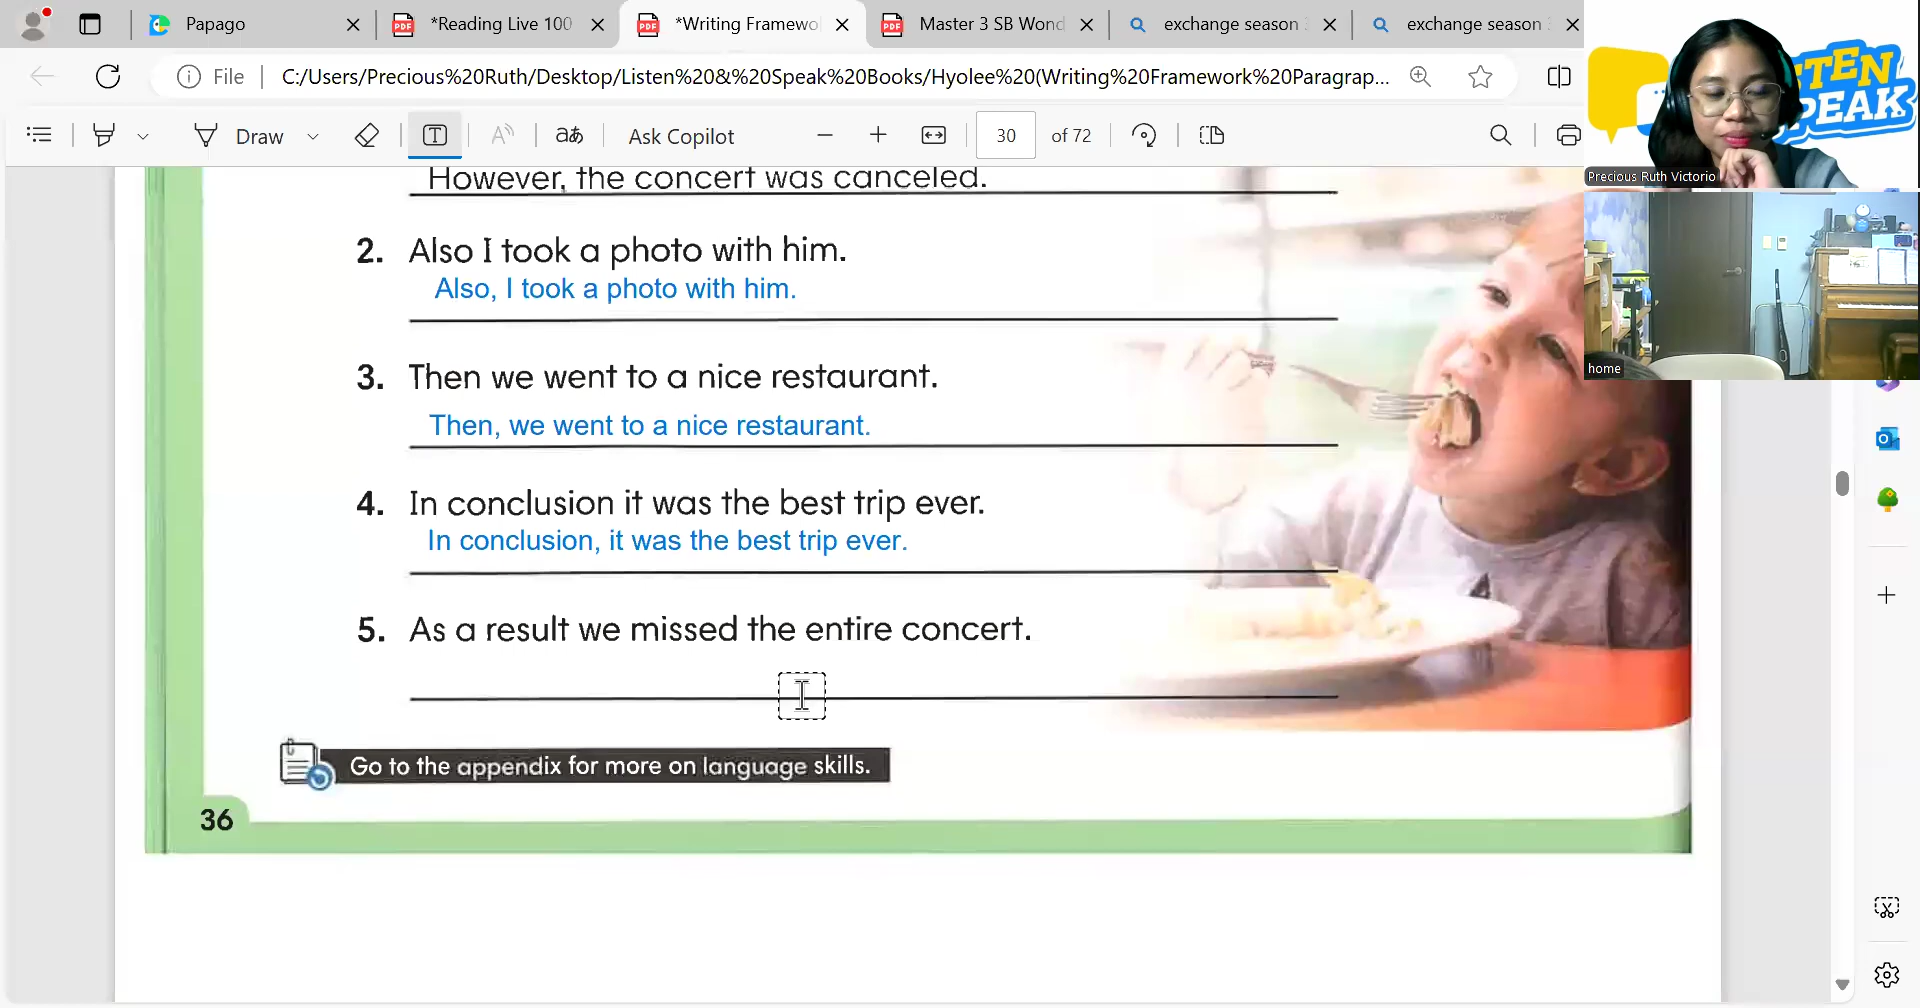 Papago
*Reading Live 100
*Writing Framewo
Master 3 SB Wond
exchange season
exchange season
File
C:/Users/Precious%20Ruth/Desktop/Listen%20&%20Speak%20Books/Hyolee%20(Writing%20Framework%20Paragrap...
Draw
Ask Copilot
30
of 72
TEN
PEAK
Precious Ruth Victorio
home
However, the concert was canceled.
2. Also I took a photo with him.
Also, I took a photo with him.
3. Then we went to a nice restaurant.
Then, we went to a nice restaurant.
4. In conclusion it was the best trip ever.
In conclusion, it was the best trip ever.
5. As a result we missed the entire concert.
Go to the appendix for more on language skills.
36